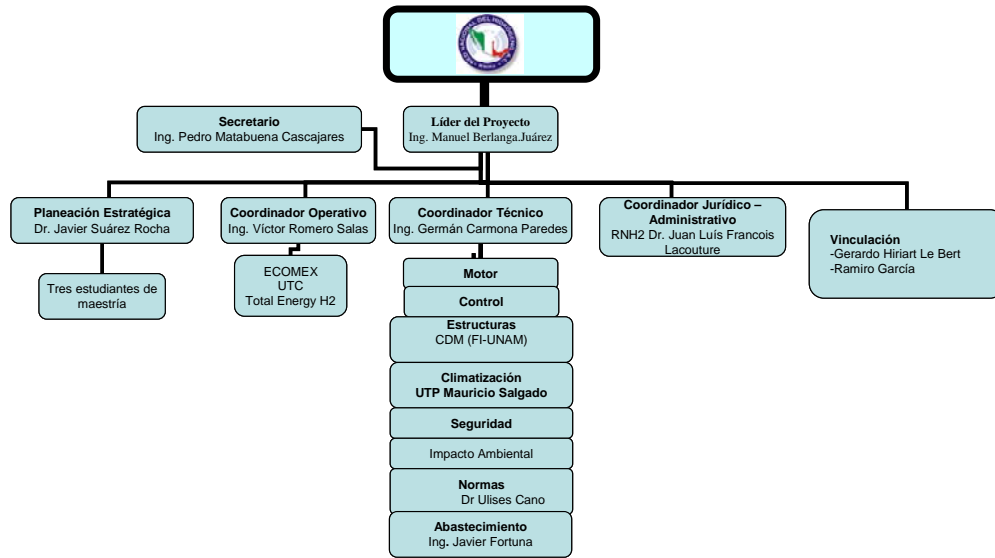 Secretario
Ing. Pedro Matabuena Cascajares
Líder del Proyecto
Ing. Manuel Berlanga.Juárez
Planeación Estratégica
Dr. Javier Suárez Rocha
Coordinador Operativo
Ing. Víctor Romero Salas
Coordinador Técnico
Ing. Germán Carmona Paredes
Coordinador Jurídico –
Administrativo
RNH2 Dr. Juan Luís Francois
Lacouture
Vinculación
-Gerardo Hiriart Le Bert
-Ramiro García
Tres estudiantes de
maestría
ECOMEX
UTC
Total Energy H2
Motor
Control
Estructuras
CDM (FI-UNAM)
Climatización
UTP Mauricio Salgado
Seguridad
Impacto Ambiental
Normas
Dr Ulises Cano
Abastecimiento
Ing. Javier Fortuna